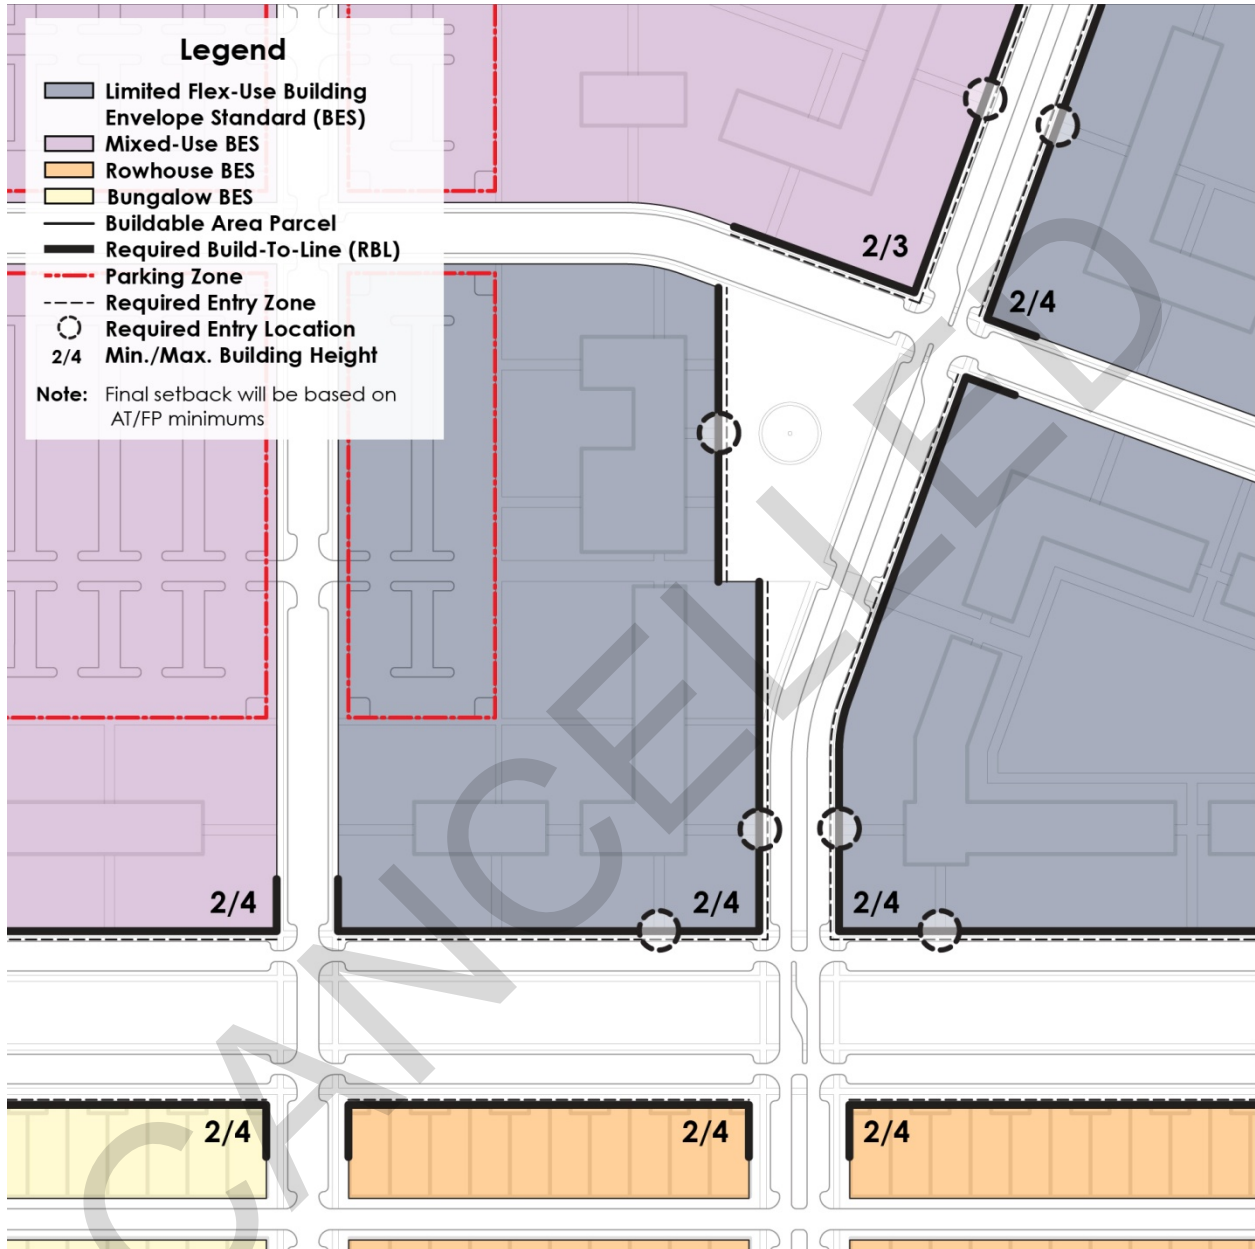 Legend
Limited Flex-Use Building
Envelope Standard (BES)
Mixed-Use BES
Rowhouse BES
Bungalow BES
Buildable Area Parcel
Required Build-To-Line (RBL)
Parking Zone
Required Entry Zone
Required Entry Location
2/4 Min./Max. Building Height
Note: Final setback will be based on
AT/FP minimums
2/3
2/4
2/4
2/4
2/4
2/4
2/4
2/4
CANCELLED